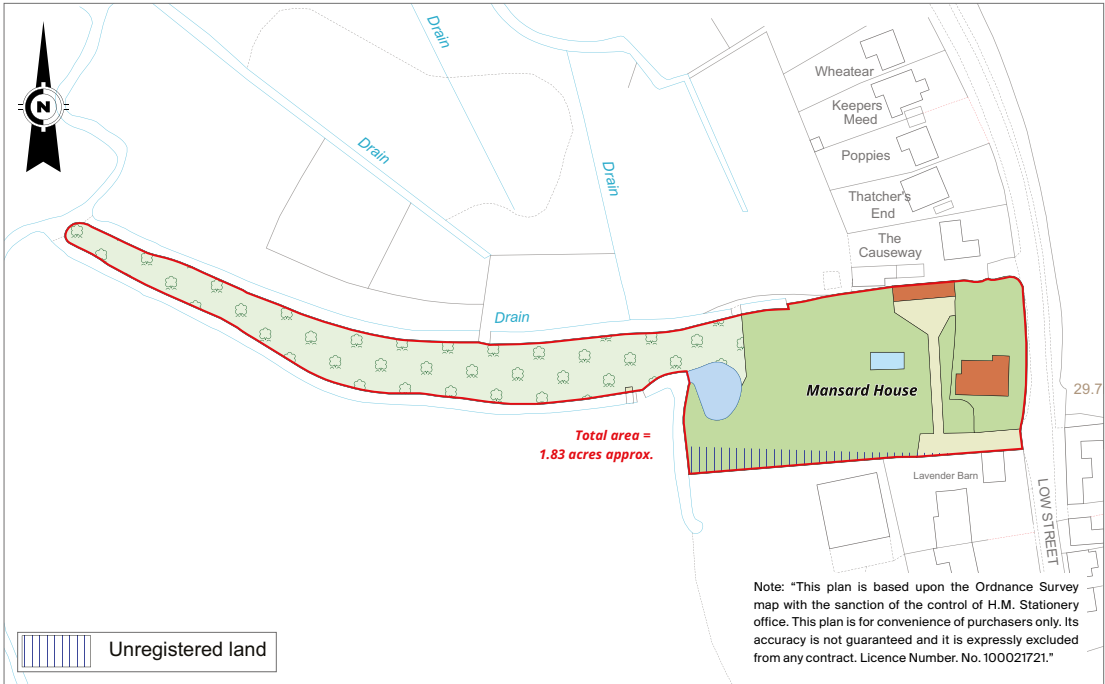 Drain
Wheatear
N
Keepers
Meed
Drain
Poppies
Drain
Thatcher's
End
The
Causeway
Drain
Mansard House
29.7
Total area =
1.83 acres approx.
Lavender Barn
LOW STREET
Note: “This plan is based upon the Ordnance Survey
map with the sanction of the control of H.M. Stationery
office. This plan is for convenience of purchasers only. Its
accuracy is not guaranteed and it is expressly excluded
from any contract. Licence Number. No. 100021721.”
Unregistered land